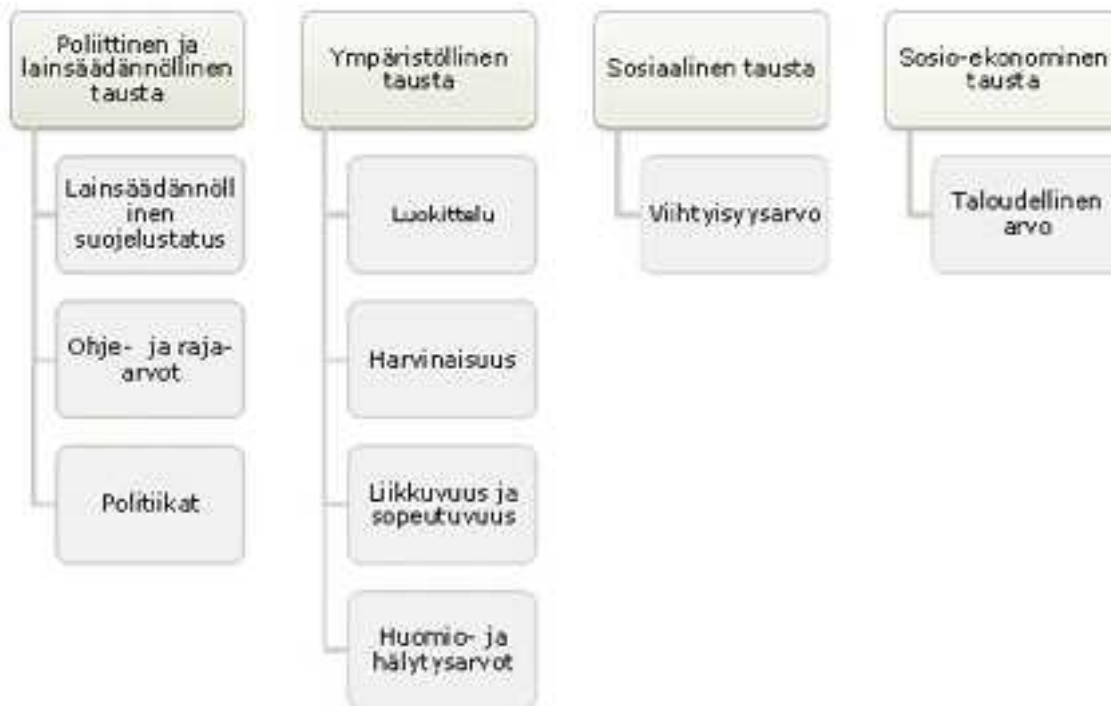 Poliittinen ja
lainsäädännöllinen
tausta
Lainsäädännöll
inen
suojelustatus
Ohje- ja raja-
arvot
Politiikat
Ympäristöllinen
tausta
Luokittelu
Harvinaisuus
Liikkuvuus ja
sopeutuvuus
Huomio- ja
hälytysarvot
Sosiaalinen tausta
Viihtyisyysarvo
Sosio-ekonominen
tausta
Taloudellinen
arvo